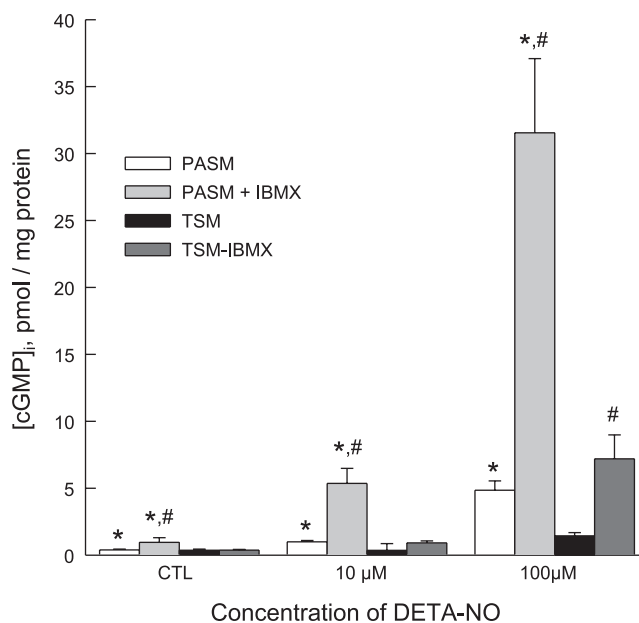 [cGMP]i, pmol / mg protein
40
35
30
25
20
15
10
5
0
PASM
PASM + IBMX
TSM
TSM-IBMX
*
*,#
*
*,#
*
*,#
#
CTL
10 µM
100µM
Concentration of DETA-NO